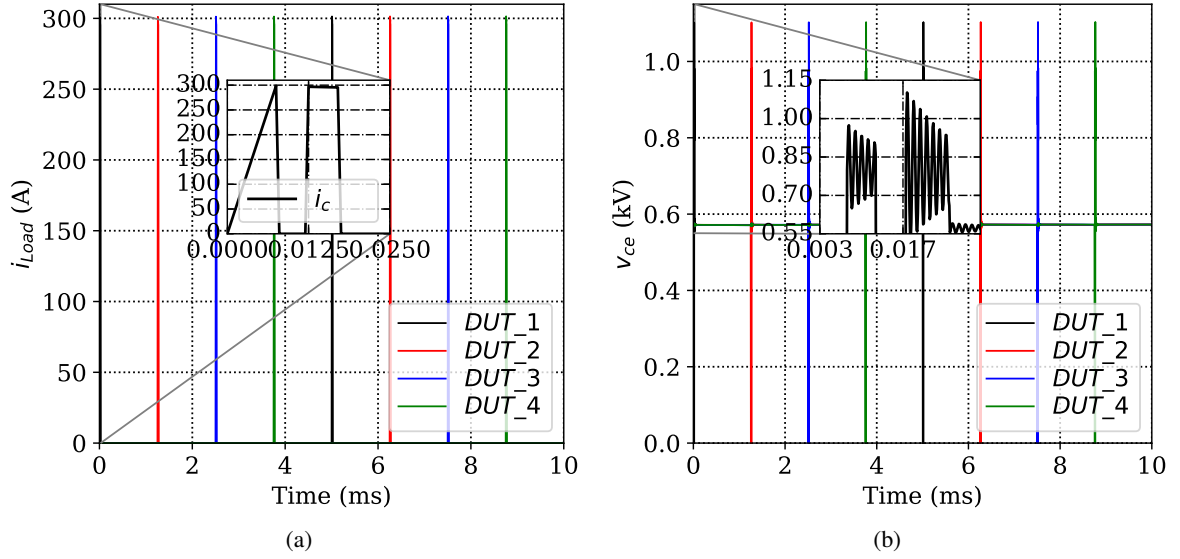 300
250
200
150
100
50
0
i_Load (A)
300
250
200
150
100
50
0
i_c
0.0000
0.0125
0.0250
DUT_1
DUT_2
DUT_3
DUT_4
0 2 4 6 8 10
Time (ms)
(a)
1.0
0.8
0.6
0.4
0.2
0.0
v_ce (kV)
1.15
1.00
0.85
0.70
0.55
0.003 0.017
DUT_1
DUT_2
DUT_3
DUT_4
0 2 4 6 8 10
Time (ms)
(b)